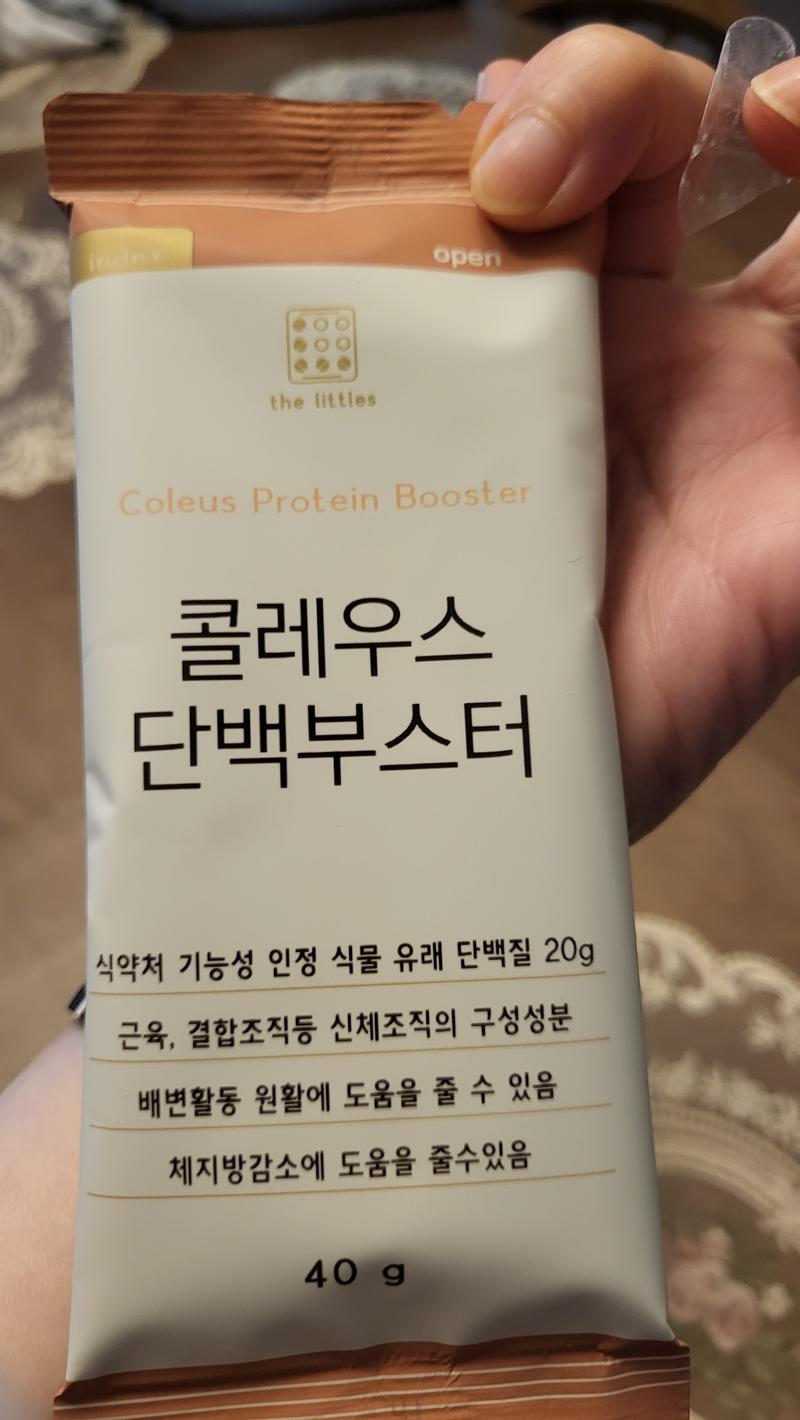 index
open
the littles
Coleus Protein Booster
콜레우스
단백부스터
식약처 기능성 인정 식물 유래 단백질 20g
근육, 결합조직등 신체조직의 구성성분
배변활동 원활에 도움을 줄 수 있음
체지방감소에 도움을 줄수있음
40 g